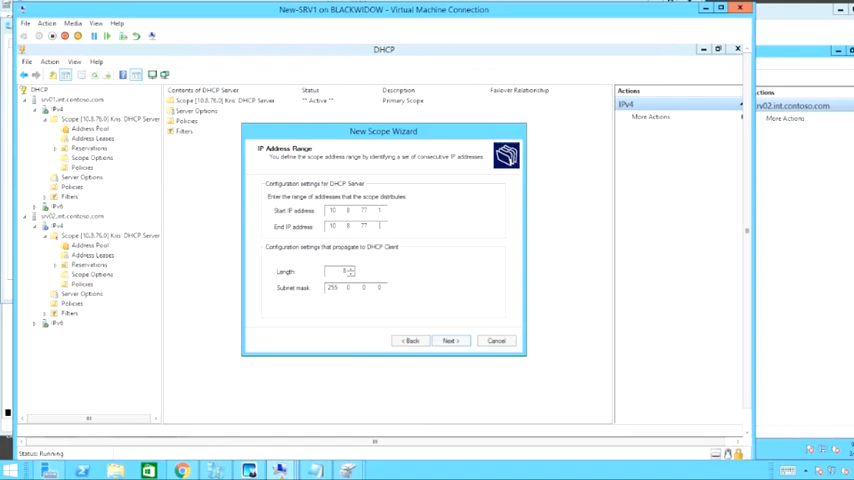 New-SRV1 on BLACKWIDOW - Virtual Machine Connection
File Action Media View Help
DHCP
File Action View Help
DHCP
srv01.int.contoso.com
IPv4
Scope [10.8.76.0] Kris' DHCP Server
Address Pool
Address Leases
Reservations
Scope Options
Policies
Server Options
Policies
Filters
IPv6
srv02.int.contoso.com
IPv4
Scope [10.8.76.0] Kris' DHCP Server
Address Pool
Address Leases
Reservations
Scope Options
Policies
Server Options
Policies
Filters
IPv6
Contents of DHCP Server Status Description Failover Relationship
Scope [10.8.76.0] Kris' DHCP Server ** Active ** Primary Scope
Server Options
Policies
Filters
New Scope Wizard
IP Address Range
You define the scope address range by identifying a set of consecutive IP addresses.
Configuration settings for DHCP Server
Enter the range of addresses that the scope distributes.
Start IP address: 10 8 77 1
End IP address: 10 8 77
Configuration settings that propagate to DHCP Client
Length: 8
Subnet mask: 255 0 0 0
< Back Next > Cancel
Actions
IPv4
More Actions
ctions
rv02.int.contoso.com
More Actions
Status: Running